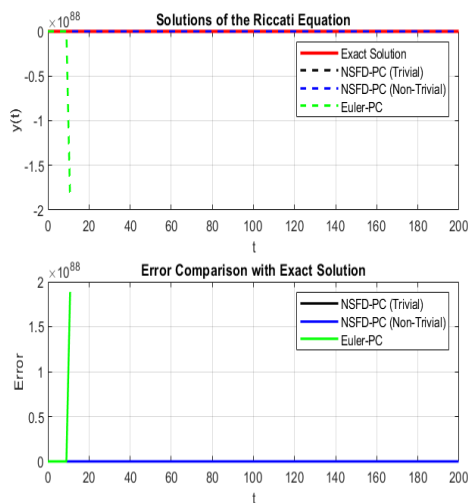 ×10^88
Solutions of the Riccati Equation
0
-0.5
-1
-1.5
-2
y(t)
Exact Solution
NSFD-PC (Trivial)
NSFD-PC (Non-Trivial)
Euler-PC
0 20 40 60 80 100 120 140 160 180 200
t
×10^88
Error Comparison with Exact Solution
2
1.5
1
0.5
0
Error
NSFD-PC (Trivial)
NSFD-PC (Non-Trivial)
Euler-PC
0 20 40 60 80 100 120 140 160 180 200
t